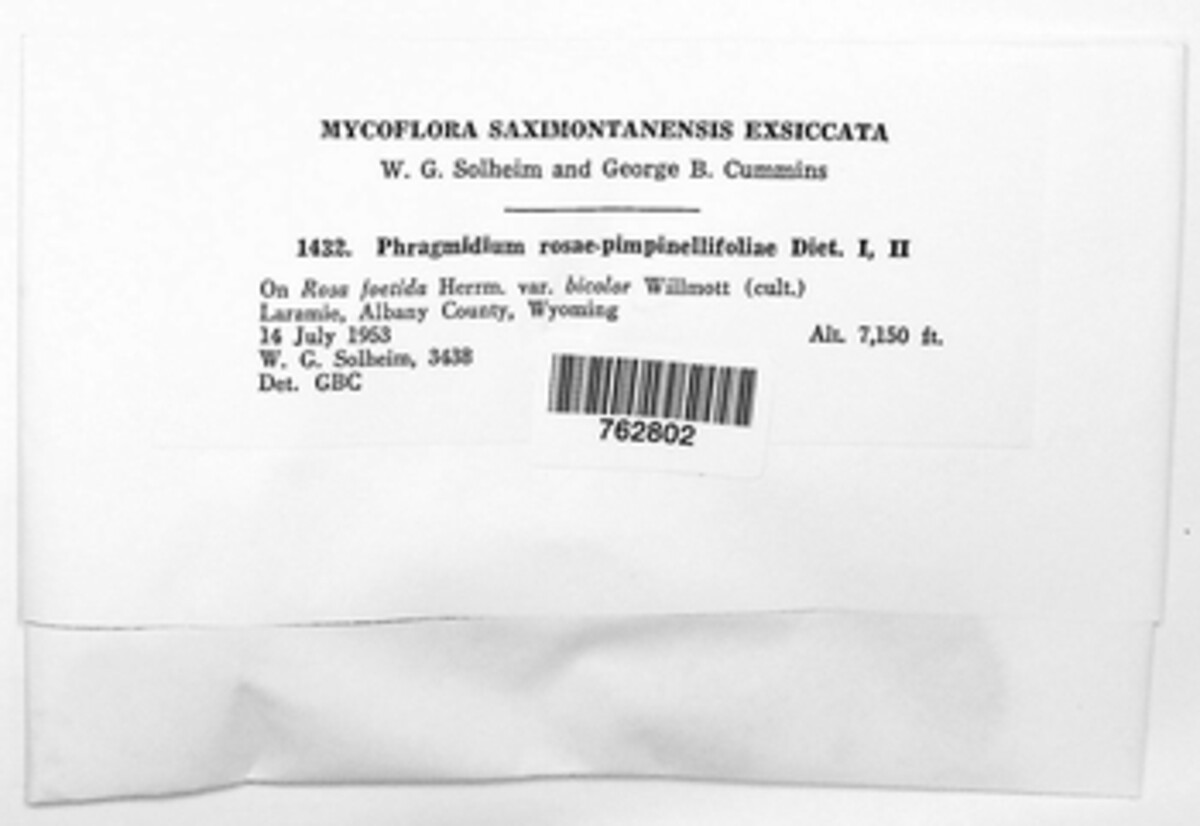 MYCOFLORA SAXIMONTANENSIS EXSICCATA
W. G. Solheim and George B. Cummins
1432. Phragmidium rosae-pimpinellifoliae Diet. I, II
On Rosa foetida Herrm. var. bicolor Willmott (cult.)
Laramie, Albany County, Wyoming
14 July 1953 Alt. 7,150 ft.
W. G. Solheim, 3438
Det. GBC
762802